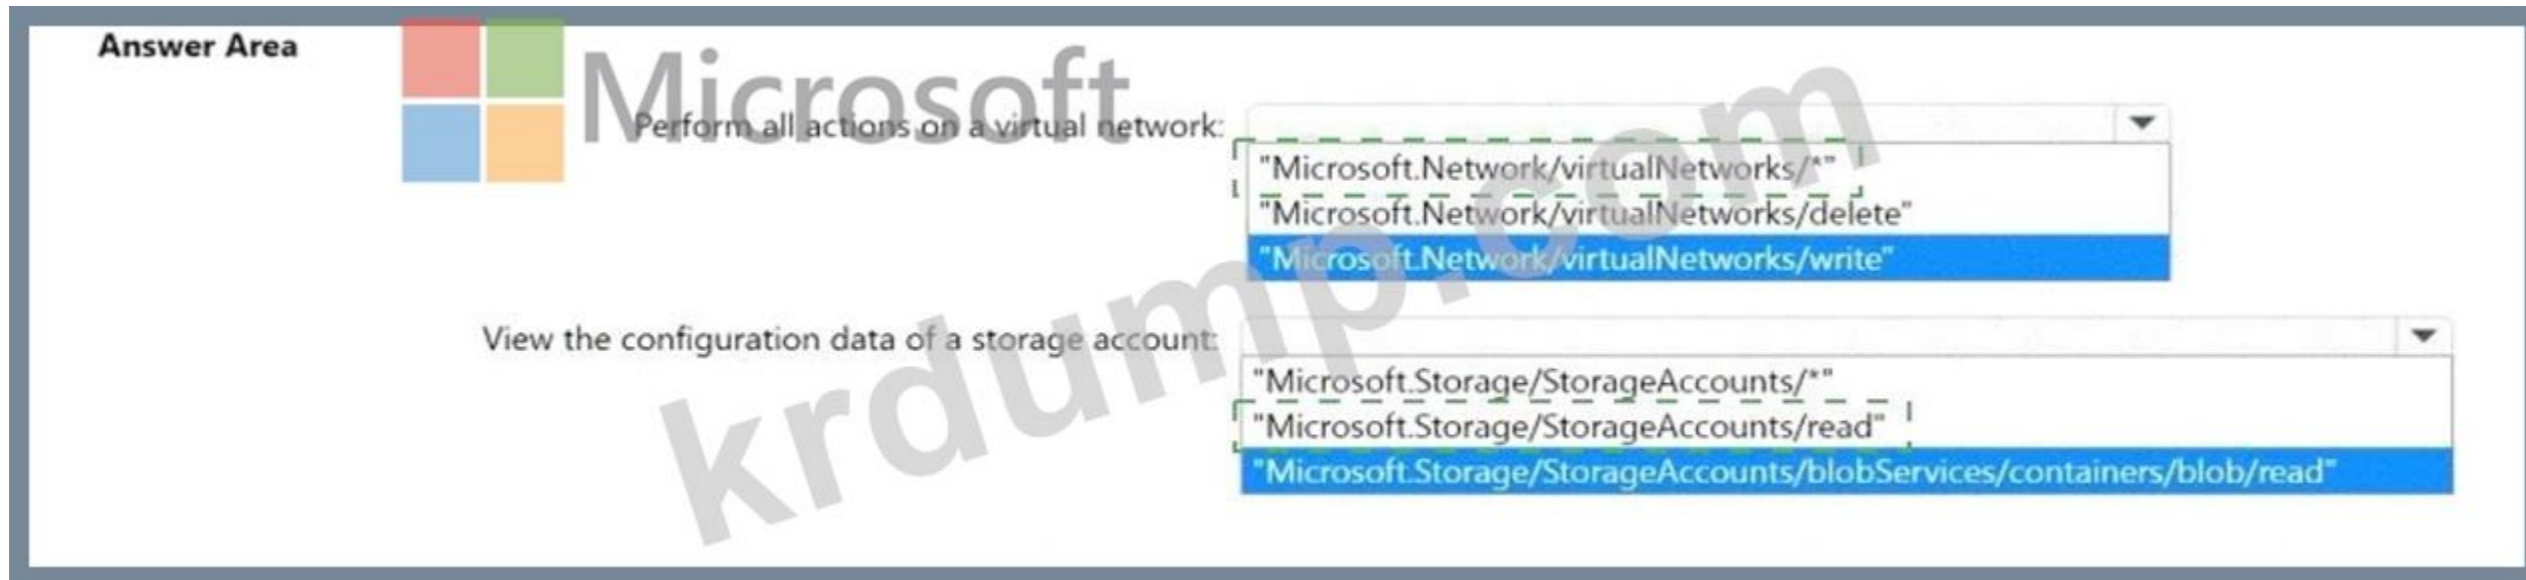 Answer Area
Microsoft
Perform all actions on a virtual network:
"Microsoft.Network/virtualNetworks/*"
"Microsoft.Network/virtualNetworks/delete"
"Microsoft.Network/virtualNetworks/write"
View the configuration data of a storage account:
"Microsoft.Storage/StorageAccounts/*"
"Microsoft.Storage/StorageAccounts/read"
"Microsoft.Storage/StorageAccounts/blobServices/containers/blob/read"
krdump.com